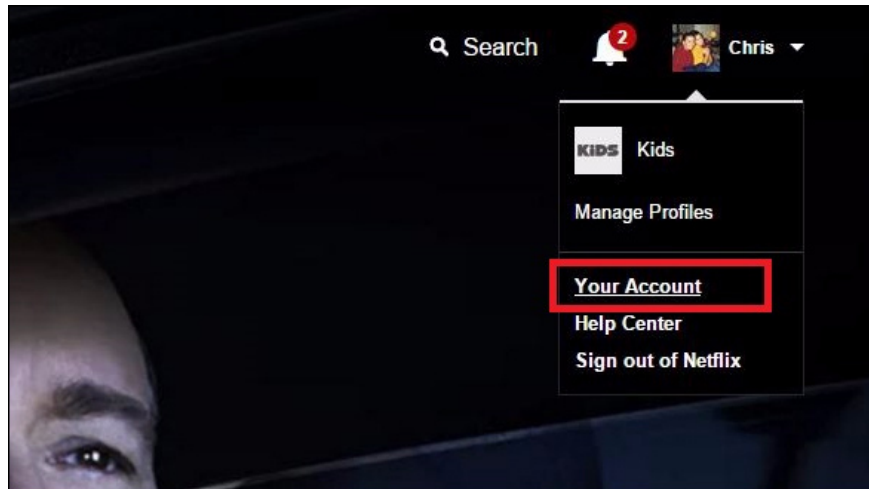 Search
2
Chris
KIDS Kids
Manage Profiles
Your Account
Help Center
Sign out of Netflix